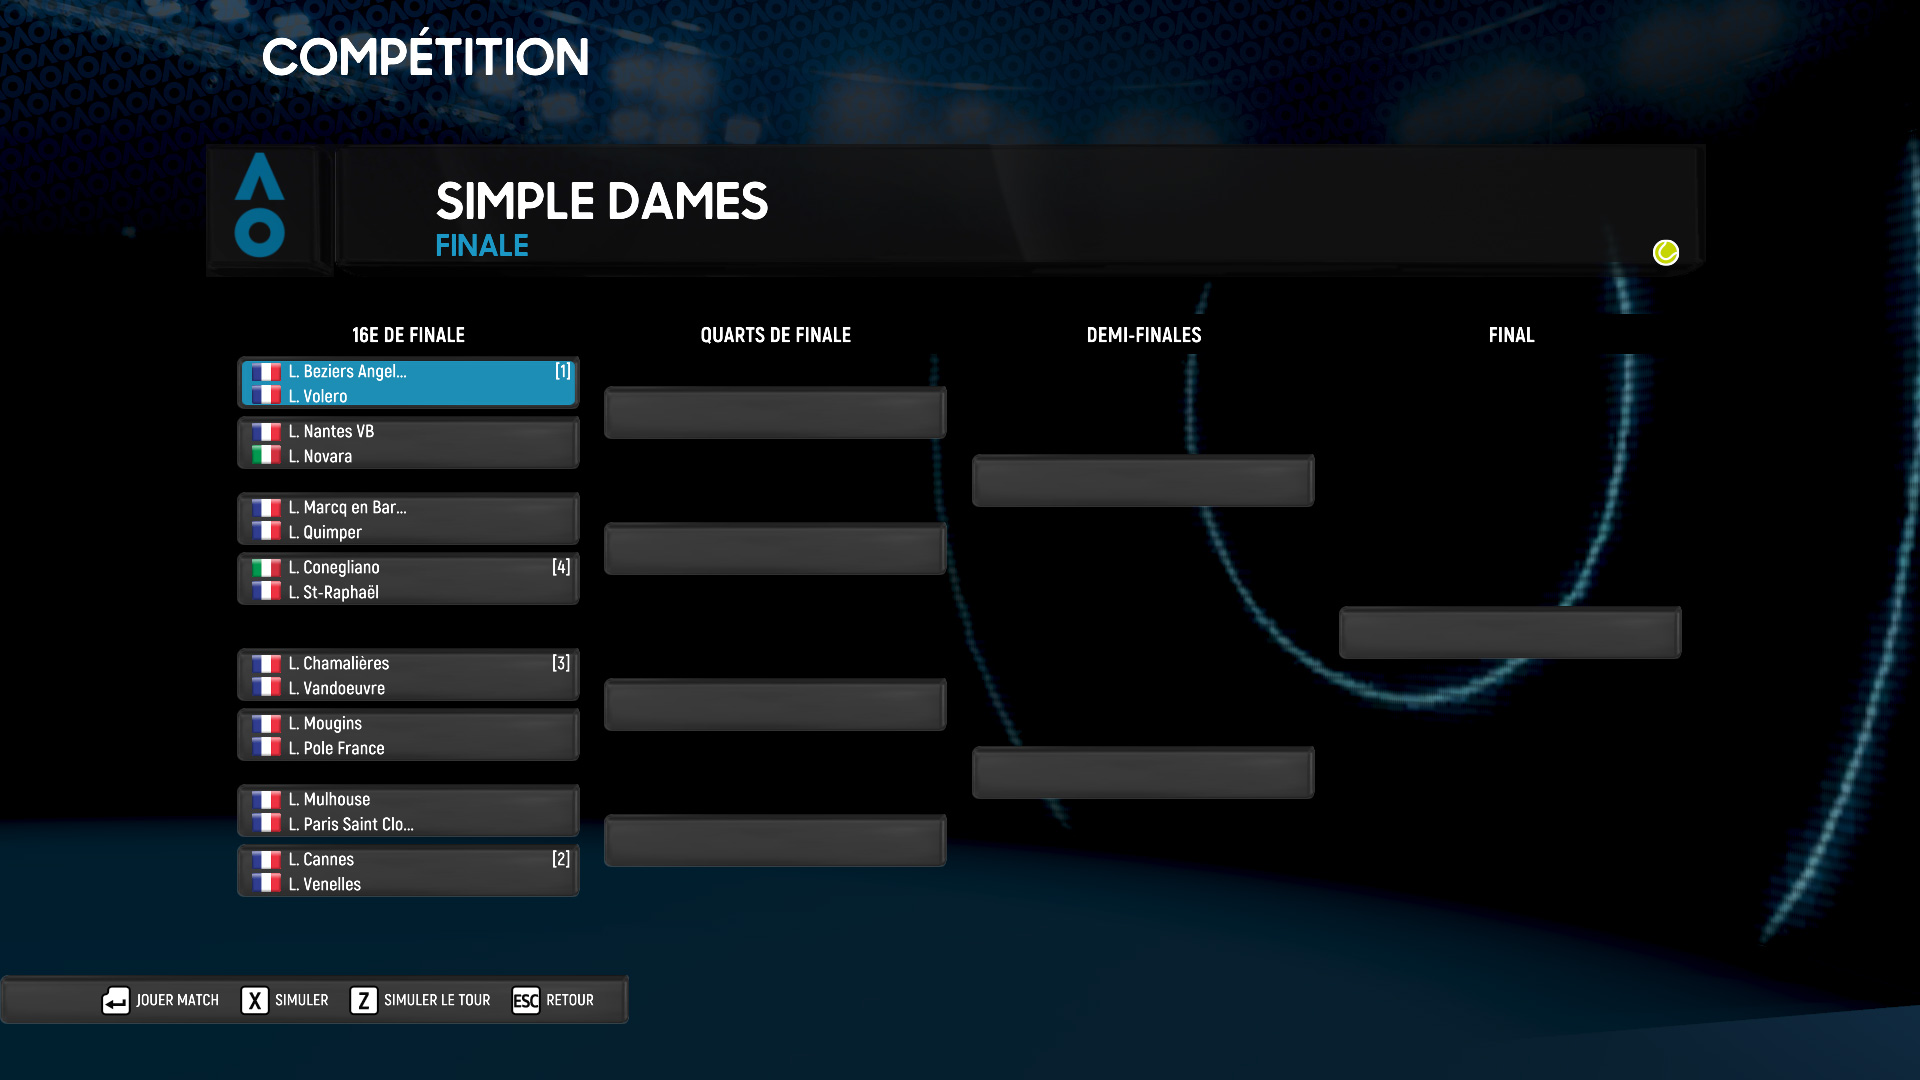 COMPÉTITION
AO
SIMPLE DAMES
FINALE
16E DE FINALE
QUARTS DE FINALE
DEMI-FINALES
FINAL
L. Beziers Angel... [1]
L. Volero
L. Nantes VB
L. Novara
L. Marcq en Bar...
L. Quimper
L. Conegliano [4]
L. St-Raphaël
L. Chamalières [3]
L. Vandoeuvre
L. Mougins
L. Pole France
L. Mulhouse
L. Paris Saint Clo...
L. Cannes [2]
L. Venelles
JOUER MATCH
X SIMULER
Z SIMULER LE TOUR
ESC RETOUR